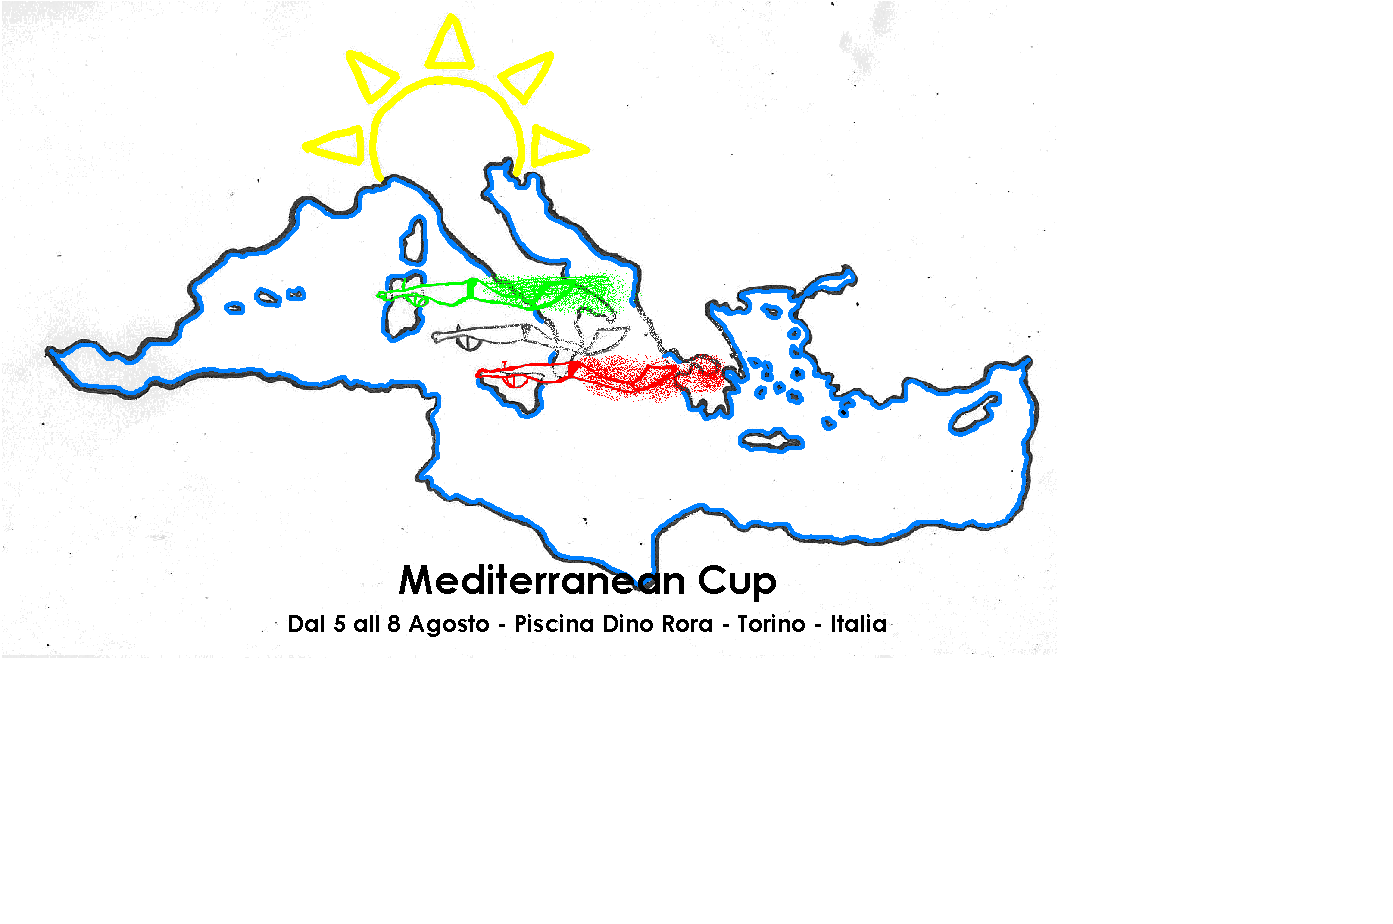 Mediterranean Cup
Dal 5 all 8 Agosto - Piscina Dino Rora - Torino - Italia